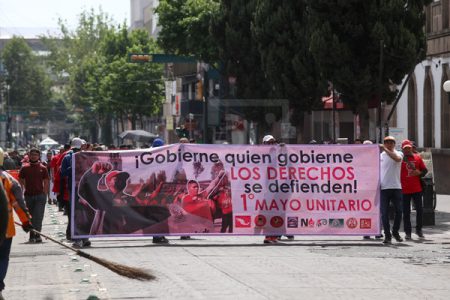 ¡Gobierne quien gobierne
LOS DERECHOS
se defienden!
1° MAYO UNITARIO